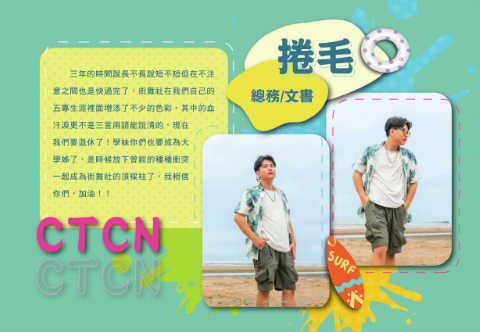 捲毛
總務/文書
三年的時間說長不長說短不短但在不注
意之間也是快過完了，街舞社在我們自己的
五專生涯裡面增添了不少的色彩，其中的血
汗淚更不是三言兩語能說清的，現在
我們要退休了！學妹你們也要成為大
學姊了，是時候放下曾經的種種衝突
一起成為街舞社的頂樑柱了，我相信
你們，加油！！
CTCN
CTCN
SURF